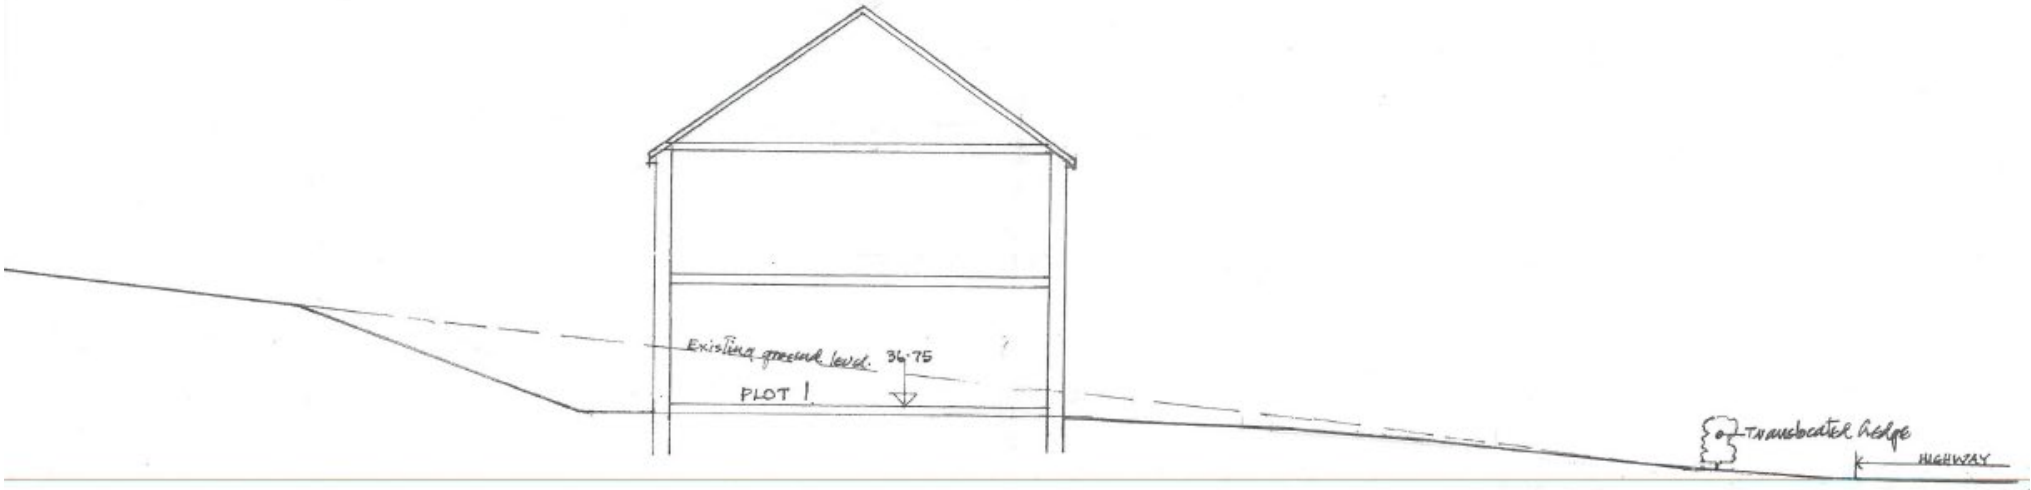 Existing ground level. 36.75
PLOT 1
Translocated hedge
HIGHWAY